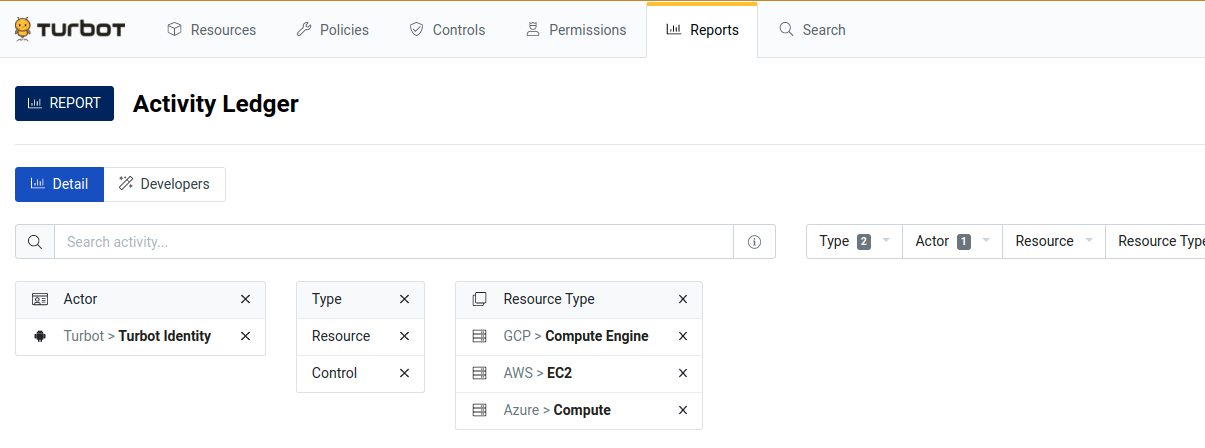 TURBOT Resources Policies Controls Permissions Reports Search
REPORT Activity Ledger
Detail Developers
Search activity... Type 2 Actor 1 Resource Resource Type
Actor Type Resource Type
Turbot > Turbot Identity Resource GCP > Compute Engine
Control AWS > EC2
Azure > Compute